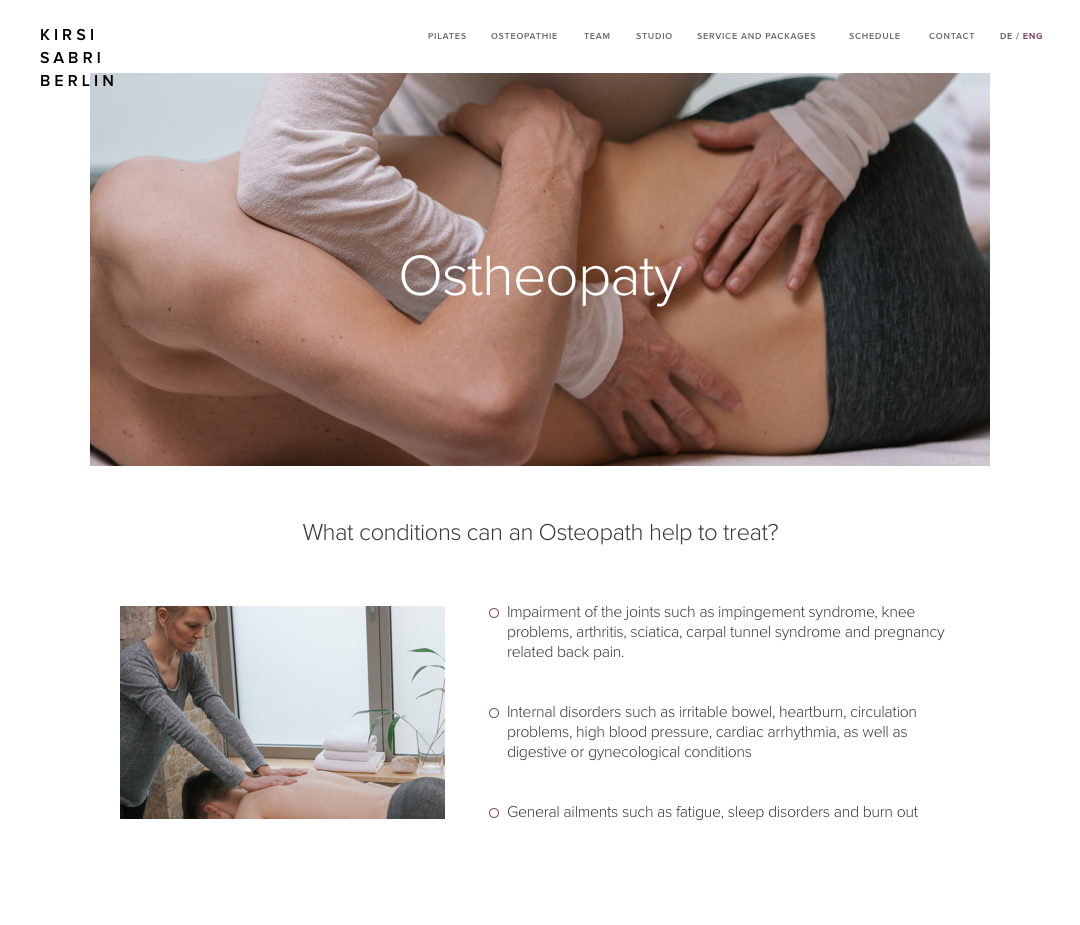 KIRSI
SABRI
BERLIN
PILATES OSTEOPATHIE TEAM STUDIO SERVICE AND PACKAGES SCHEDULE CONTACT DE / ENG
Ostheopaty
What conditions can an Osteopath help to treat?
Impairment of the joints such as impingement syndrome, knee
problems, arthritis, sciatica, carpal tunnel syndrome and pregnancy
related back pain.
Internal disorders such as irritable bowel, heartburn, circulation
problems, high blood pressure, cardiac arrhythmia, as well as
digestive or gynecological conditions
General ailments such as fatigue, sleep disorders and burn out